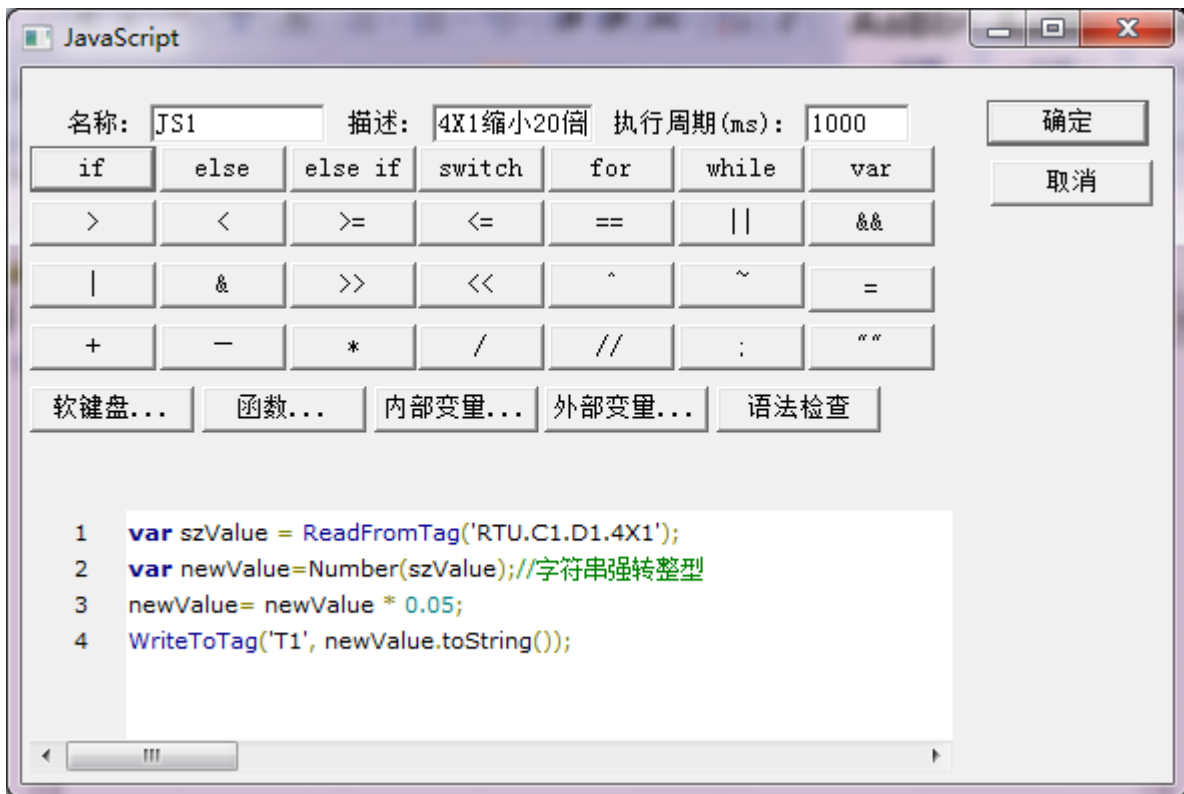 JavaScript
名称: JS1 描述: 4X1缩小20倍 执行周期(ms): 1000 确定
if else else if switch for while var 取消
> < >= <= == || &&
| & >> << ^ ~ =
+ — * / // ; ""
软键盘... 函数... 内部变量... 外部变量... 语法检查
1 var szValue = ReadFromTag('RTU.C1.D1.4X1');
2 var newValue=Number(szValue);//字符串强转整型
3 newValue= newValue * 0.05;
4 WriteToTag('T1', newValue.toString());